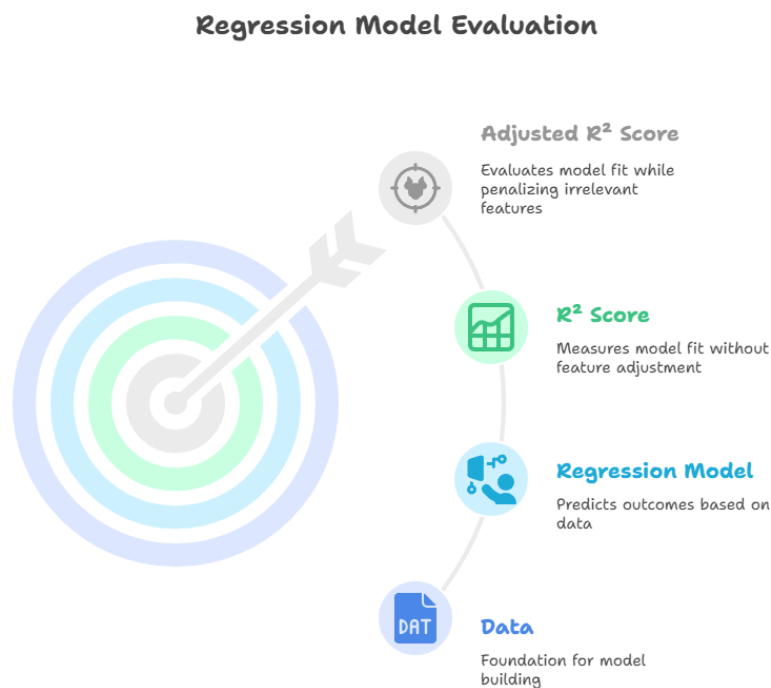 Regression Model Evaluation
Adjusted R² Score
Evaluates model fit while
penalizing irrelevant
features
R² Score
Measures model fit without
feature adjustment
Regression Model
Predicts outcomes based on
data
DAT
Data
Foundation for model
building